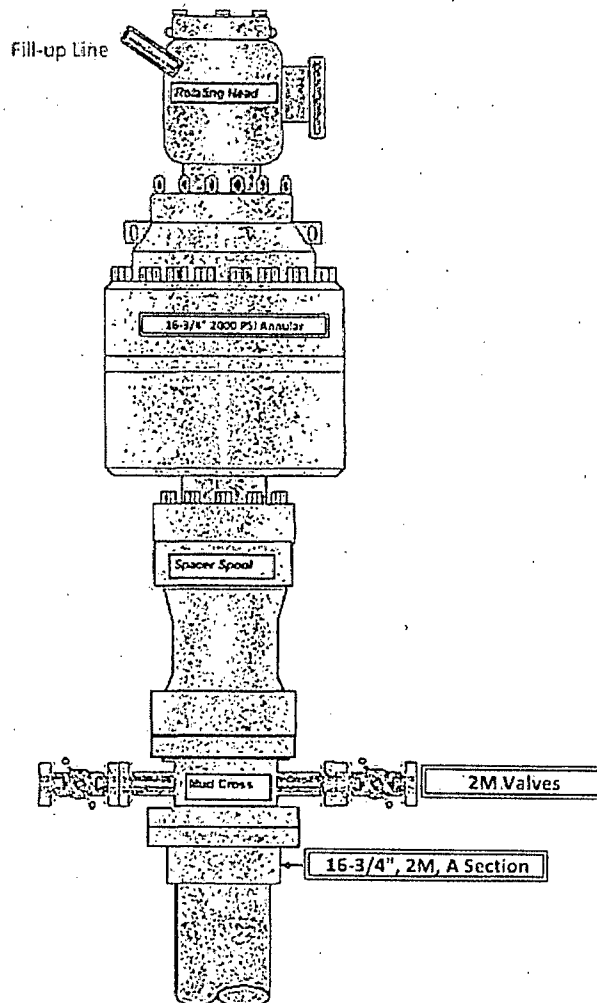 Fill-up Line
Rotating Head
16-3/4" 2000 PSI Annular
Spacer Spool
Mud Cross
2M Valves
16-3/4", 2M, A Section